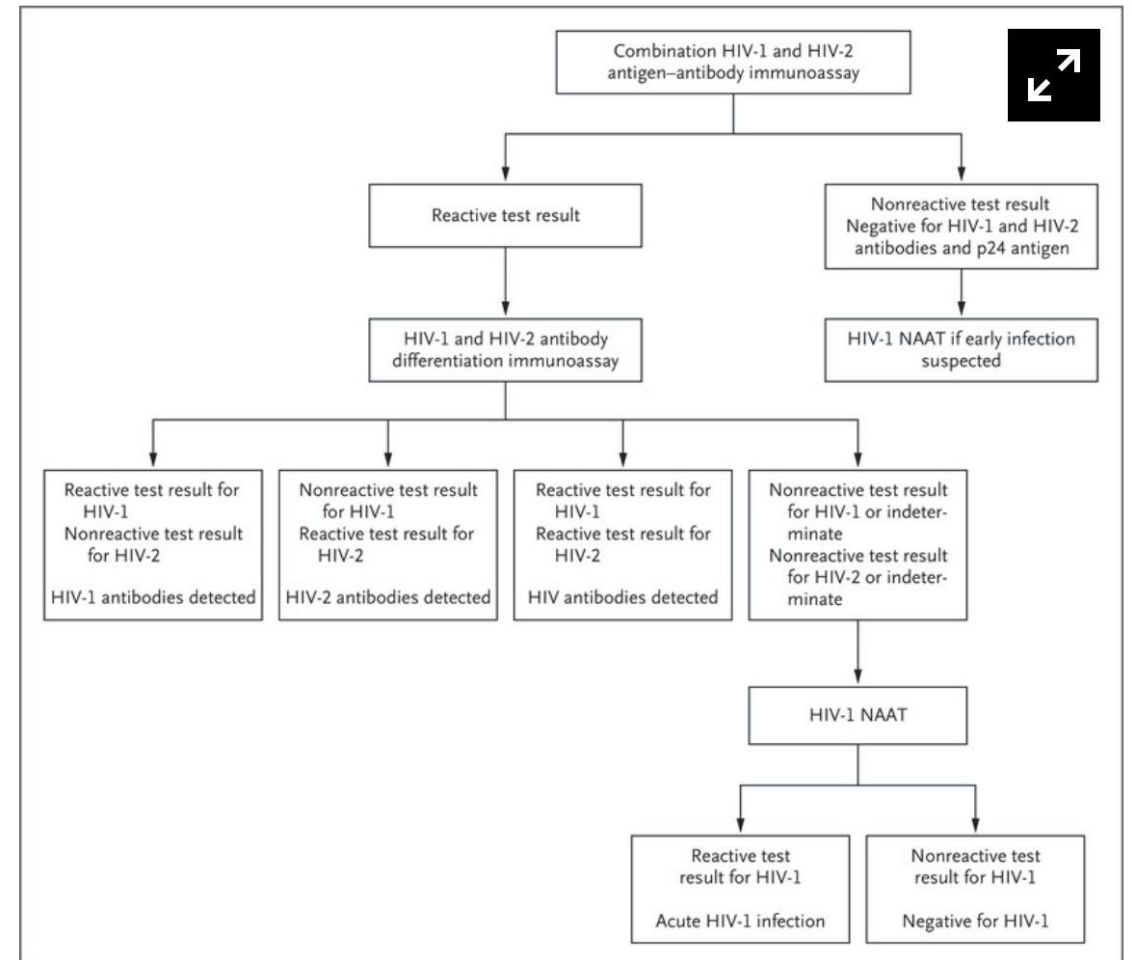 Combination HIV-1 and HIV-2
antigen–antibody immunoassay
Reactive test result
Nonreactive test result
Negative for HIV-1 and HIV-2
antibodies and p24 antigen
HIV-1 and HIV-2 antibody
differentiation immunoassay
HIV-1 NAAT if early infection
suspected
Reactive test result for
HIV-1
Nonreactive test result
for HIV-2
HIV-1 antibodies detected
Nonreactive test result
for HIV-1
Reactive test result for
HIV-2
HIV-2 antibodies detected
Reactive test result for
HIV-1
Reactive test result for
HIV-2
HIV antibodies detected
Nonreactive test result
for HIV-1 or indeter-
minate
Nonreactive test result
for HIV-2 or indeter-
minate
HIV-1 NAAT
Reactive test
result for HIV-1
Acute HIV-1 infection
Nonreactive test
result for HIV-1
Negative for HIV-1